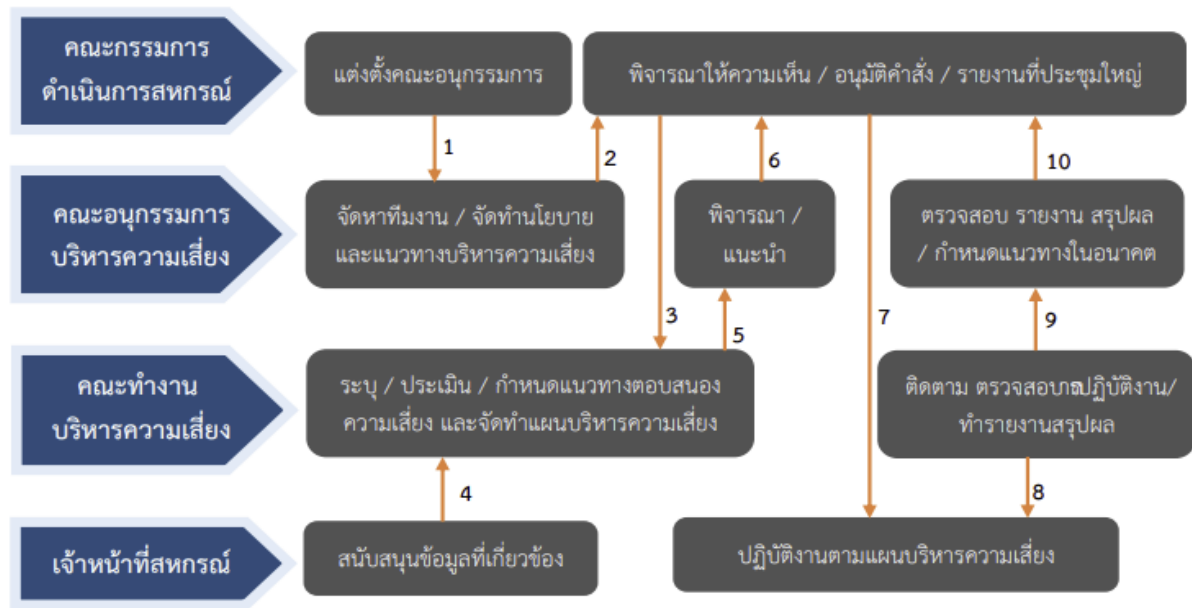 คณะกรรมการ
ดำเนินการสหกรณ์
แต่งตั้งคณะอนุกรรมการ
พิจารณาให้ความเห็น / อนุมัติคำสั่ง / รายงานที่ประชุมใหญ่
1
2
6
10
คณะอนุกรรมการ
บริหารความเสี่ยง
จัดหาทีมงาน / จัดทำนโยบาย
และแนวทางบริหารความเสี่ยง
พิจารณา /
แนะนำ
ตรวจสอบ รายงาน สรุปผล
/ กำหนดแนวทางในอนาคต
3
5
7
9
คณะทำงาน
บริหารความเสี่ยง
ระบุ / ประเมิน / กำหนดแนวทางตอบสนอง
ความเสี่ยง และจัดทำแผนบริหารความเสี่ยง
ติดตาม ตรวจสอบการปฏิบัติงาน/
ทำรายงานสรุปผล
4
8
เจ้าหน้าที่สหกรณ์
สนับสนุนข้อมูลที่เกี่ยวข้อง
ปฏิบัติงานตามแผนบริหารความเสี่ยง